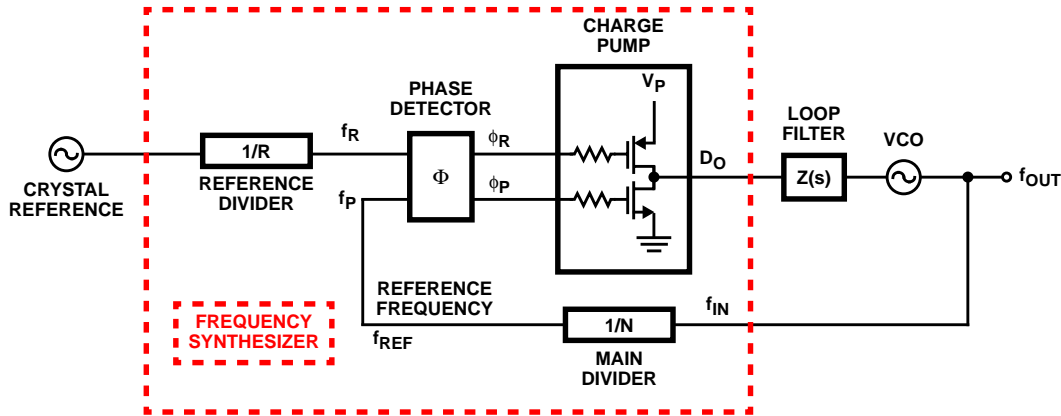 CHARGE
PUMP
V_P
PHASE
DETECTOR
LOOP
FILTER
VCO
f_R
ϕ_R
D_O
1/R
Φ
Z(s)
f_OUT
CRYSTAL
REFERENCE
REFERENCE
DIVIDER
f_P
ϕ_P
REFERENCE
FREQUENCY
f_IN
FREQUENCY
SYNTHESIZER
f_REF
1/N
MAIN
DIVIDER